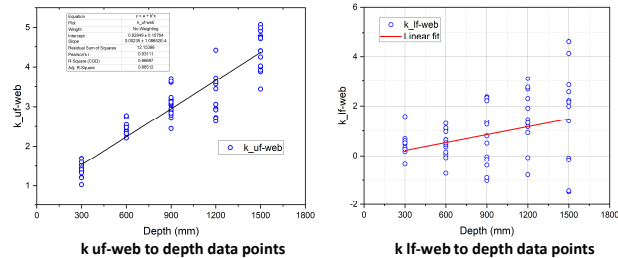 Equation y = a + b*x
Plot k_uf-web
Weight No Weighting
Intercept
Slope
Residual Sum of Squares 12.15398
Pearson's r
R-Square (COD)
Adj. R-Square
k_uf-web
5
4
3
2
1
0 300 600 900 1200 1500 1800
Depth (mm)
k_uf-web
k uf-web to depth data points
k_lf-web
Linear fit
k_lf-web
6
4
2
0
-2
0 300 600 900 1200 1500 1800
Depth (mm)
k lf-web to depth data points